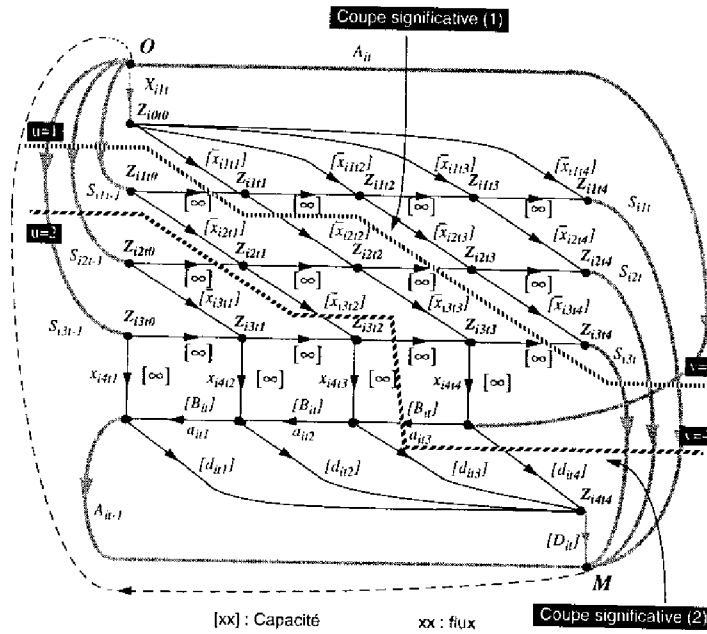 Coupe significative (1)
O
A_it
X_i1t
Z_i0t0
u=1
[x̄_i1t1] [x̄_i1t2] [x̄_i1t3] [x̄_i1t4]
Z_i1t0 Z_i1t1 Z_i1t2 Z_i1t3 Z_i1t4
S_i1t-1 [∞] [∞] [∞] [∞] S_i1t
u=2
[x̄_i2t1] [x̄_i2t2] [x̄_i2t3] [x̄_i2t4]
Z_i2t0 Z_i2t1 Z_i2t2 Z_i2t3 Z_i2t4
S_i2t-1 [∞] [∞] [∞] [∞] S_i2t
[x̄_i3t1] [x̄_i3t2] [x̄_i3t3] [x̄_i3t4]
S_i3t-1 Z_i3t0 Z_i3t1 Z_i3t2 Z_i3t3 Z_i3t4 S_i3t
[∞] [∞] [∞] [∞]
x_i4t1 [∞] x_i4t2 [∞] x_i4t3 [∞] x_i4t4 [∞]
[B_it] [B_it] [B_it]
a_it1 a_it2 a_it3
[d_it1] [d_it2] [d_it3] [d_it4]
Z_i4t4
A_it-1
[D_it]
M
[xx] : Capacité xx : flux
Coupe significative (2)